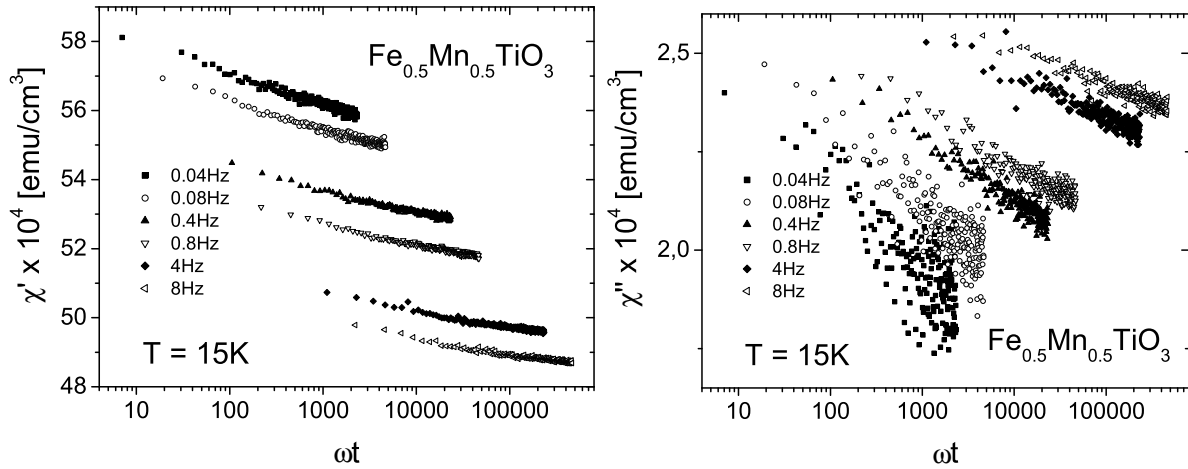 58
56
54
52
50
48
χ' x 10⁴ [emu/cm³]
Fe₀.₅Mn₀.₅TiO₃
0.04Hz
0.08Hz
0.4Hz
0.8Hz
4Hz
8Hz
T = 15K
10 100 1000 10000 100000
ωt
2,5
2,0
χ'' x 10⁴ [emu/cm³]
0.04Hz
0.08Hz
0.4Hz
0.8Hz
4Hz
8Hz
T = 15K
Fe₀.₅Mn₀.₅TiO₃
10 100 1000 10000 100000
ωt